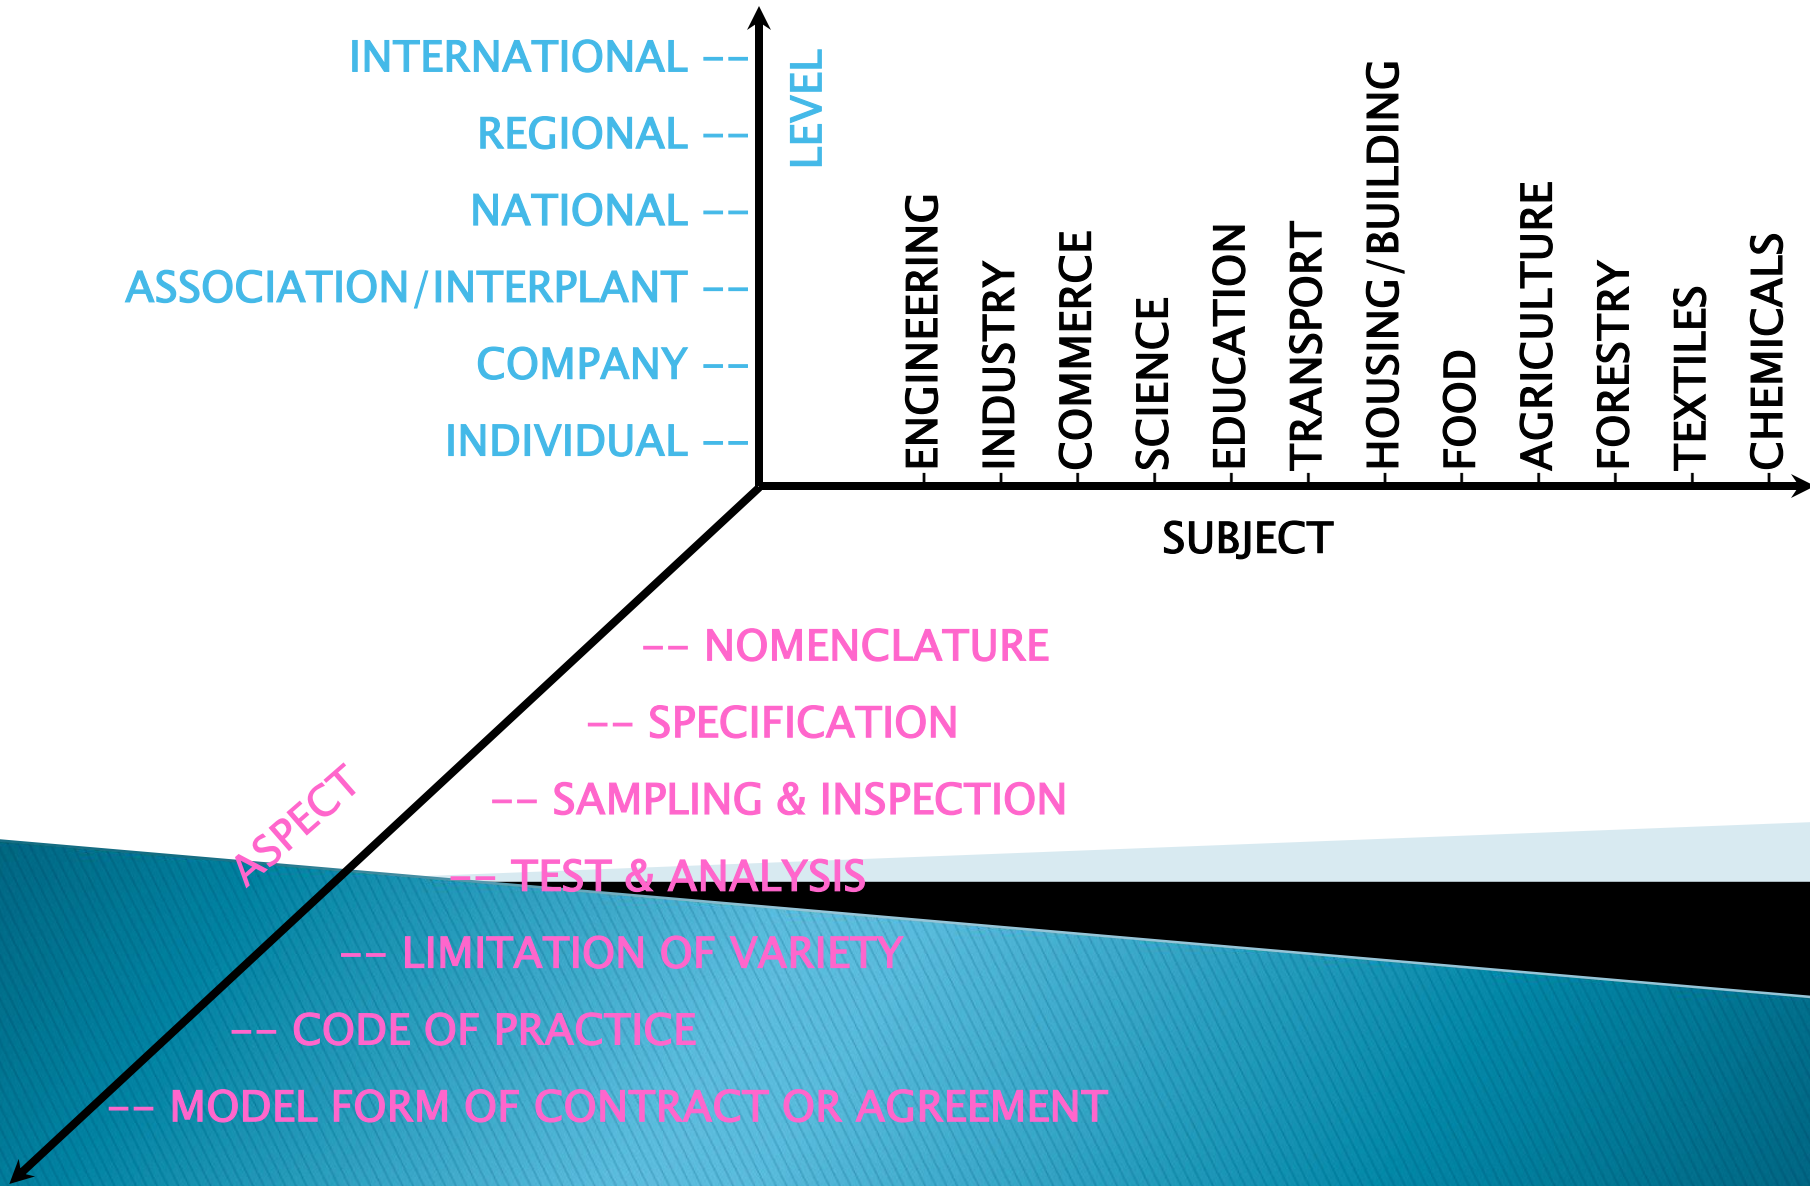 INTERNATIONAL --
REGIONAL --
NATIONAL --
ASSOCIATION/INTERPLANT --
COMPANY --
INDIVIDUAL --
LEVEL
ENGINEERING
INDUSTRY
COMMERCE
SCIENCE
EDUCATION
TRANSPORT
HOUSING/BUILDING
FOOD
AGRICULTURE
FORESTRY
TEXTILES
CHEMICALS
SUBJECT
ASPECT
-- NOMENCLATURE
-- SPECIFICATION
-- SAMPLING & INSPECTION
-- TEST & ANALYSIS
-- LIMITATION OF VARIETY
-- CODE OF PRACTICE
-- MODEL FORM OF CONTRACT OR AGREEMENT